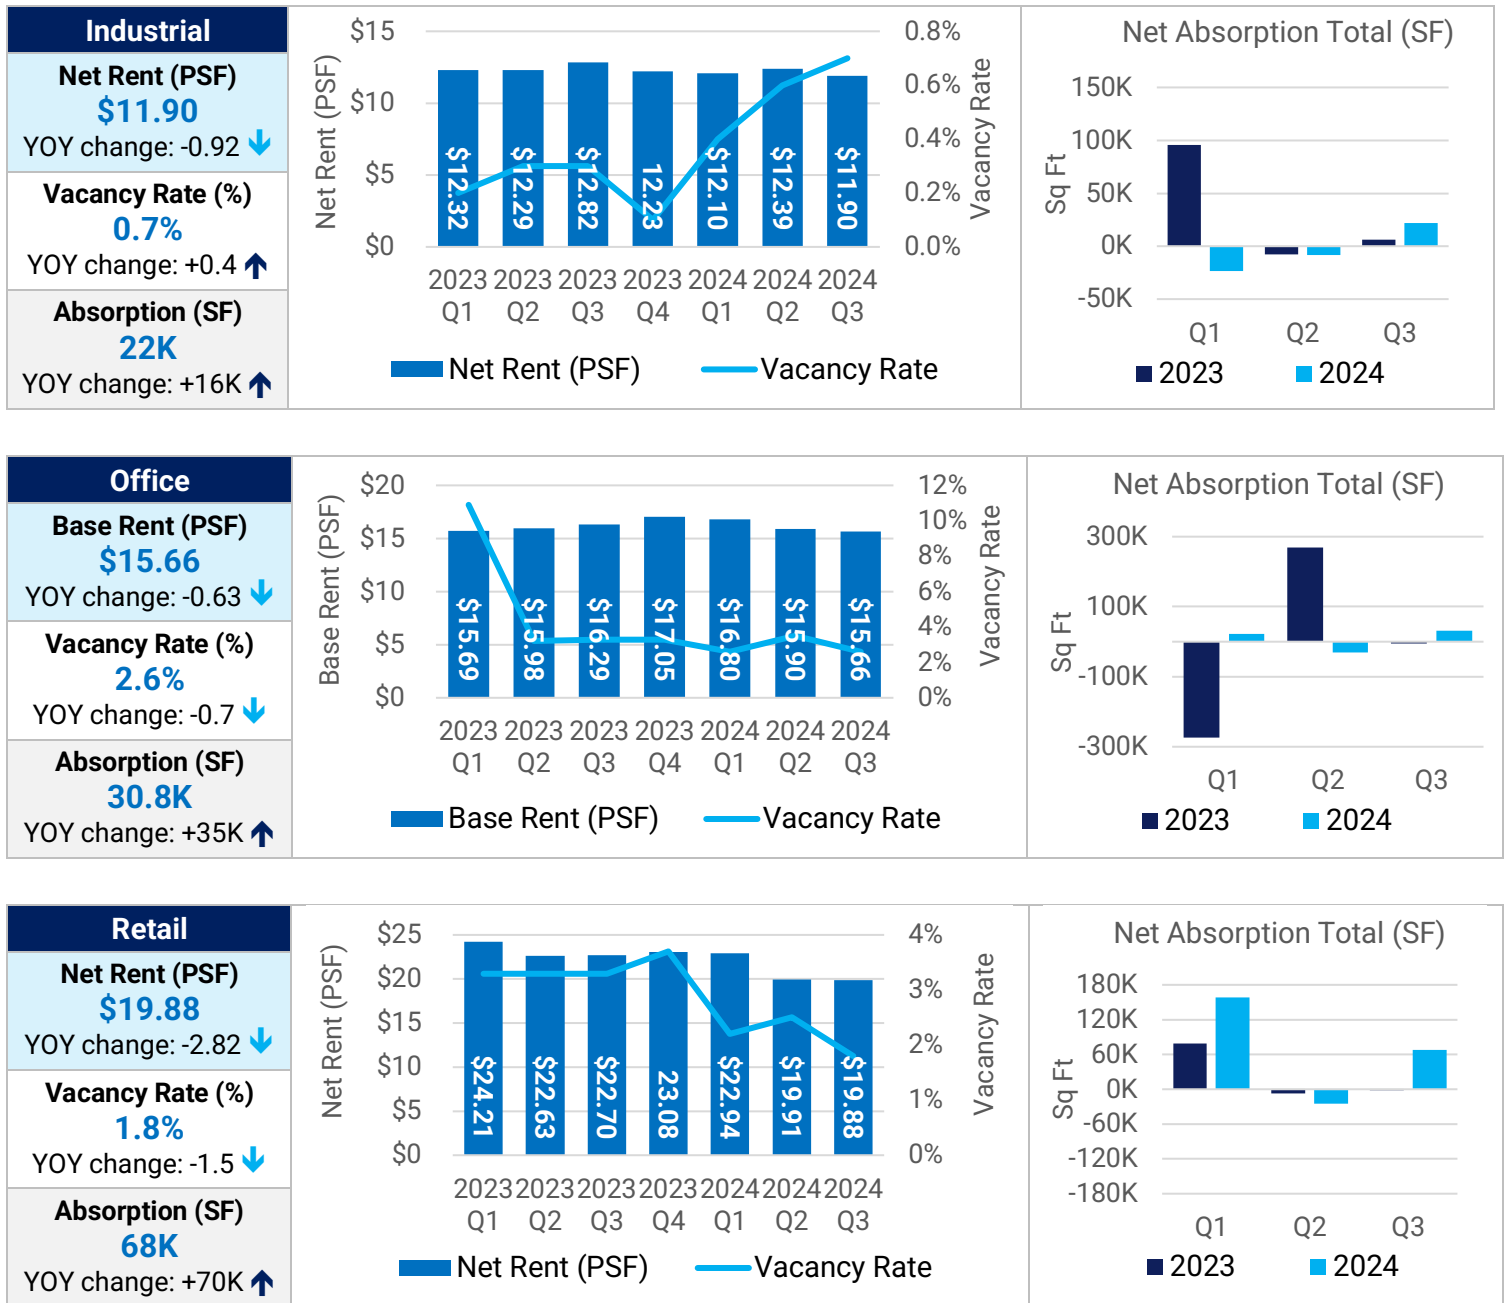 Industrial
Net Rent (PSF)
$11.90
YOY change: -0.92
Vacancy Rate (%)
0.7%
YOY change: +0.4
Absorption (SF)
22K
YOY change: +16K
Net Rent (PSF)
$15
$10
$5
$0
$12.32
$12.29
$12.82
12.23
$12.10
$12.39
$11.90
0.8%
0.6%
0.4%
0.2%
0.0%
Vacancy Rate
2023 2023 2023 2023 2024 2024 2024
Q1 Q2 Q3 Q4 Q1 Q2 Q3
Net Rent (PSF) Vacancy Rate
Net Absorption Total (SF)
Sq Ft
150K
100K
50K
0K
-50K
Q1 Q2 Q3
2023 2024
Office
Base Rent (PSF)
$15.66
YOY change: -0.63
Vacancy Rate (%)
2.6%
YOY change: -0.7
Absorption (SF)
30.8K
YOY change: +35K
Base Rent (PSF)
$20
$15
$10
$5
$0
$15.69
$15.98
$16.29
$17.05
$16.80
$15.90
$15.66
12%
10%
8%
6%
4%
2%
0%
Vacancy Rate
2023 2023 2023 2023 2024 2024 2024
Q1 Q2 Q3 Q4 Q1 Q2 Q3
Base Rent (PSF) Vacancy Rate
Net Absorption Total (SF)
Sq Ft
300K
100K
-100K
-300K
Q1 Q2 Q3
2023 2024
Retail
Net Rent (PSF)
$19.88
YOY change: -2.82
Vacancy Rate (%)
1.8%
YOY change: -1.5
Absorption (SF)
68K
YOY change: +70K
Net Rent (PSF)
$25
$20
$15
$10
$5
$0
$24.21
$22.63
$22.70
23.08
$22.94
$19.91
$19.88
4%
3%
2%
1%
0%
Vacancy Rate
2023 2023 2023 2023 2024 2024 2024
Q1 Q2 Q3 Q4 Q1 Q2 Q3
Net Rent (PSF) Vacancy Rate
Net Absorption Total (SF)
Sq Ft
180K
120K
60K
0K
-60K
-120K
-180K
Q1 Q2 Q3
2023 2024